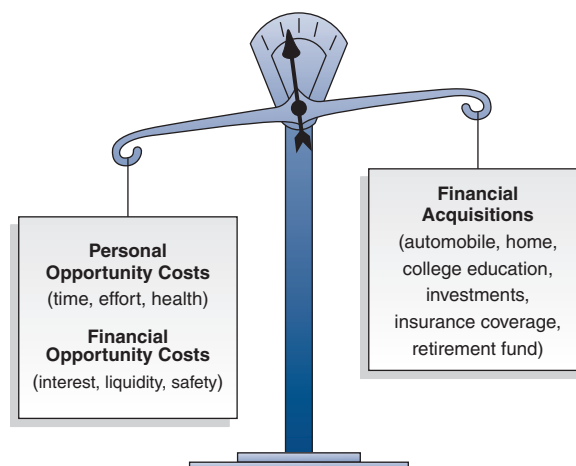 Personal
Opportunity Costs
(time, effort, health)
Financial
Opportunity Costs
(interest, liquidity, safety)
Financial
Acquisitions
(automobile, home,
college education,
investments,
insurance coverage,
retirement fund)